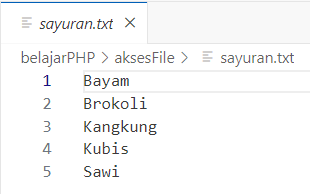 sayuran.txt
belajarPHP > aksesFile > sayuran.txt
1 Bayam
2 Brokoli
3 Kangkung
4 Kubis
5 Sawi